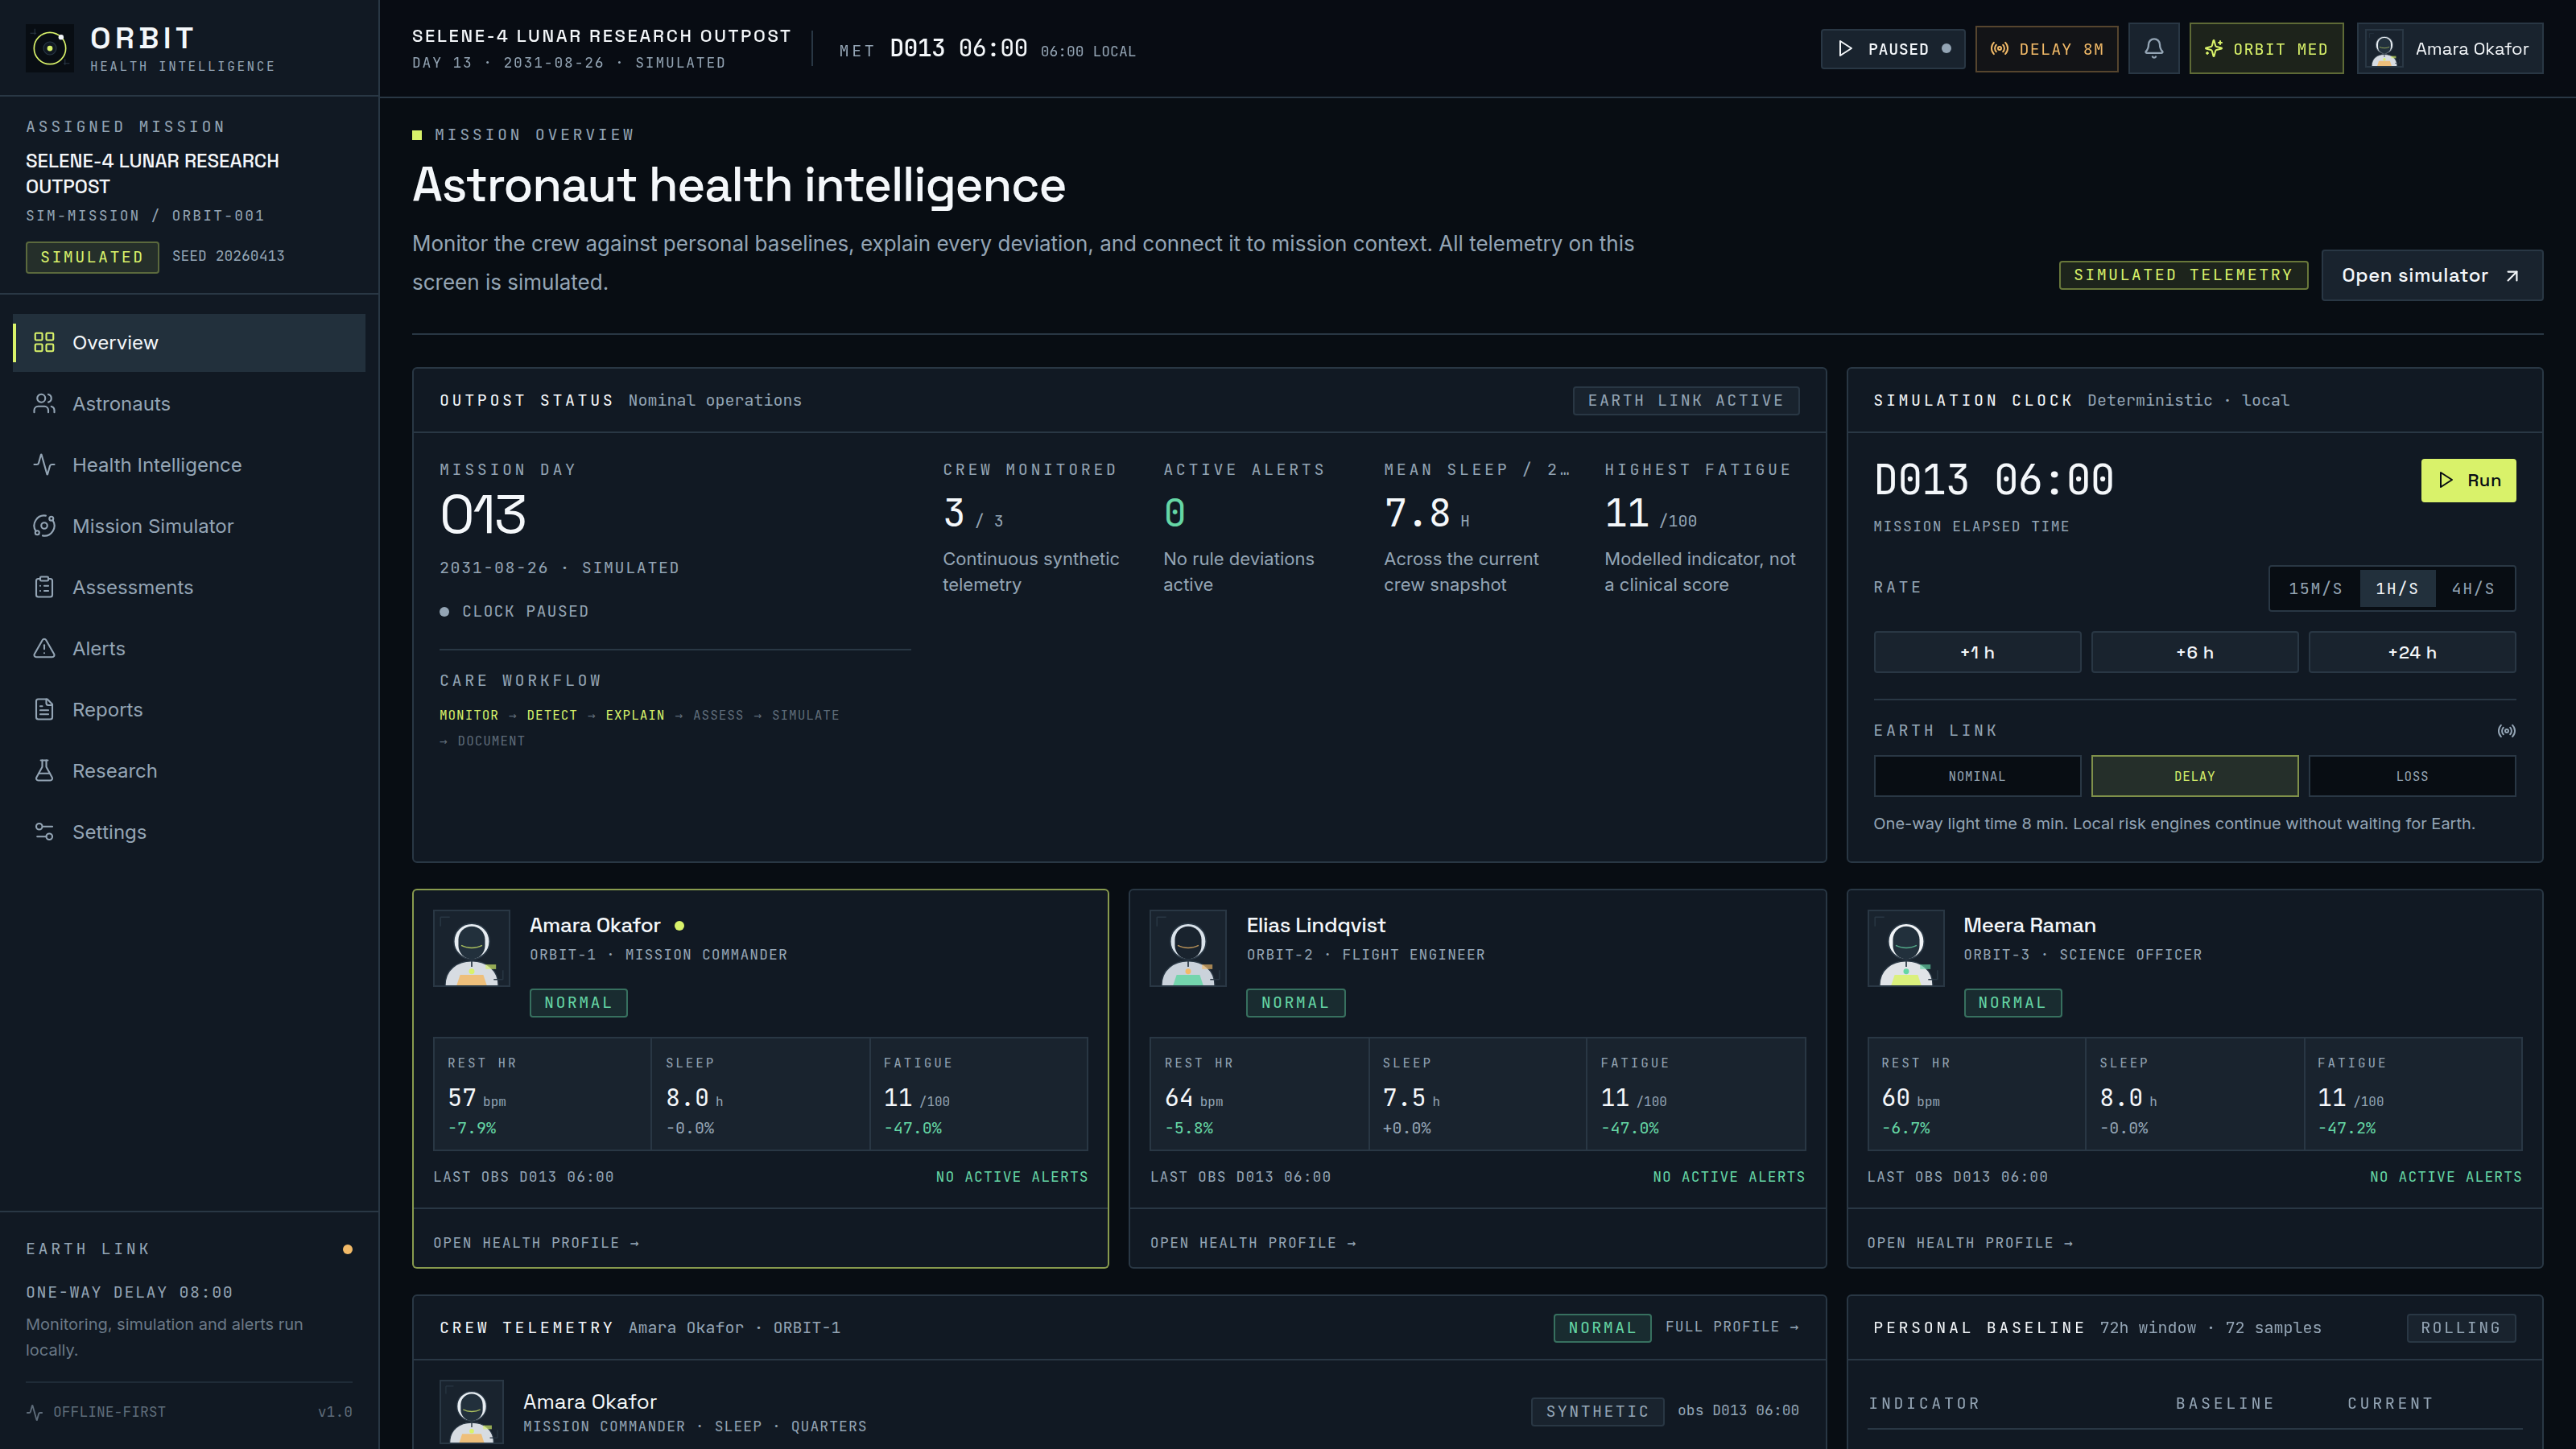 ORBIT
HEALTH INTELLIGENCE
ASSIGNED MISSION
SELENE-4 LUNAR RESEARCH
OUTPOST
SIM-MISSION / ORBIT-001
SIMULATED SEED 20260413
Overview
Astronauts
Health Intelligence
Mission Simulator
Assessments
Alerts
Reports
Research
Settings
EARTH LINK
ONE-WAY DELAY 08:00
Monitoring, simulation and alerts run
locally.
OFFLINE-FIRST v1.0
SELENE-4 LUNAR RESEARCH OUTPOST
DAY 13 · 2031-08-26 · SIMULATED
MET D013 06:00 06:00 LOCAL
PAUSED
DELAY 8M
ORBIT MED
Amara Okafor
MISSION OVERVIEW
Astronaut health intelligence
Monitor the crew against personal baselines, explain every deviation, and connect it to mission context. All telemetry on this
screen is simulated.
SIMULATED TELEMETRY
Open simulator
OUTPOST STATUS Nominal operations EARTH LINK ACTIVE
MISSION DAY
013
2031-08-26 · SIMULATED
CLOCK PAUSED
CARE WORKFLOW
MONITOR → DETECT → EXPLAIN → ASSESS → SIMULATE
→ DOCUMENT
CREW MONITORED
3 / 3
Continuous synthetic
telemetry
ACTIVE ALERTS
0
No rule deviations
active
MEAN SLEEP / 2…
7.8 H
Across the current
crew snapshot
HIGHEST FATIGUE
11 /100
Modelled indicator, not
a clinical score
SIMULATION CLOCK Deterministic · local
D013 06:00
Run
MISSION ELAPSED TIME
RATE 15M/S 1H/S 4H/S
+1 h +6 h +24 h
EARTH LINK
NOMINAL DELAY LOSS
One-way light time 8 min. Local risk engines continue without waiting for Earth.
Amara Okafor
ORBIT-1 · MISSION COMMANDER
NORMAL
REST HR SLEEP FATIGUE
57 bpm 8.0 h 11 /100
-7.9% -0.0% -47.0%
LAST OBS D013 06:00 NO ACTIVE ALERTS
OPEN HEALTH PROFILE →
Elias Lindqvist
ORBIT-2 · FLIGHT ENGINEER
NORMAL
REST HR SLEEP FATIGUE
64 bpm 7.5 h 11 /100
-5.8% +0.0% -47.0%
LAST OBS D013 06:00 NO ACTIVE ALERTS
OPEN HEALTH PROFILE →
Meera Raman
ORBIT-3 · SCIENCE OFFICER
NORMAL
REST HR SLEEP FATIGUE
60 bpm 8.0 h 11 /100
-6.7% -0.0% -47.2%
LAST OBS D013 06:00 NO ACTIVE ALERTS
OPEN HEALTH PROFILE →
CREW TELEMETRY Amara Okafor · ORBIT-1 NORMAL FULL PROFILE →
Amara Okafor
MISSION COMMANDER · SLEEP · QUARTERS
SYNTHETIC obs D013 06:00
PERSONAL BASELINE 72h window · 72 samples ROLLING
INDICATOR BASELINE CURRENT